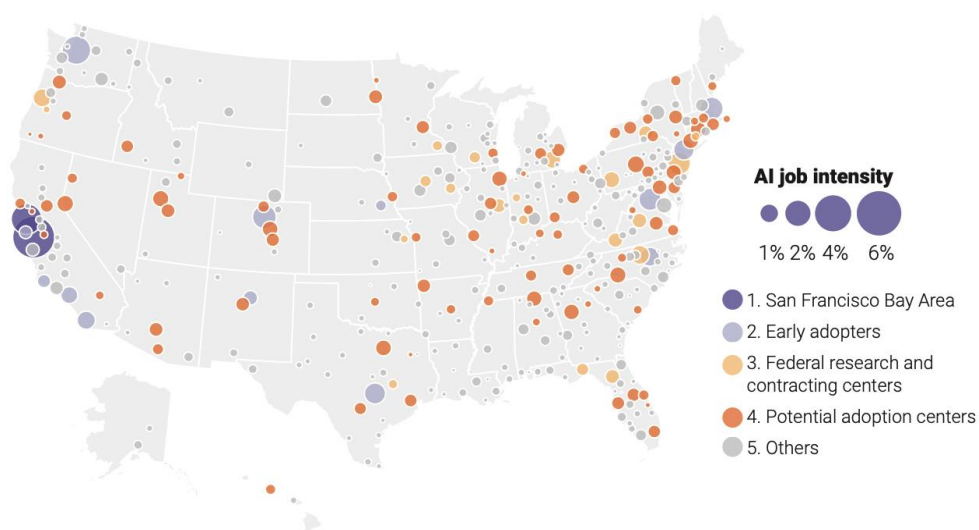 AI job intensity
1% 2% 4% 6%
1. San Francisco Bay Area
2. Early adopters
3. Federal research and
contracting centers
4. Potential adoption centers
5. Others